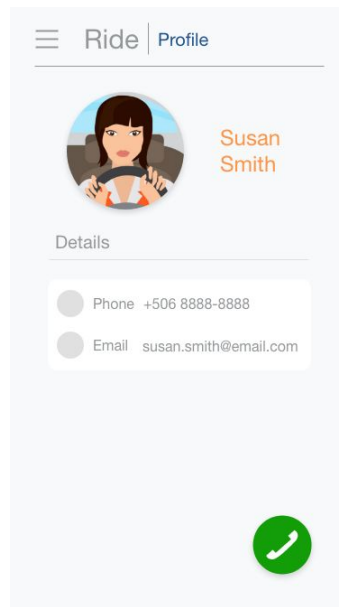 Ride Profile
Susan
Smith
Details
Phone +506 8888-8888
Email susan.smith@email.com